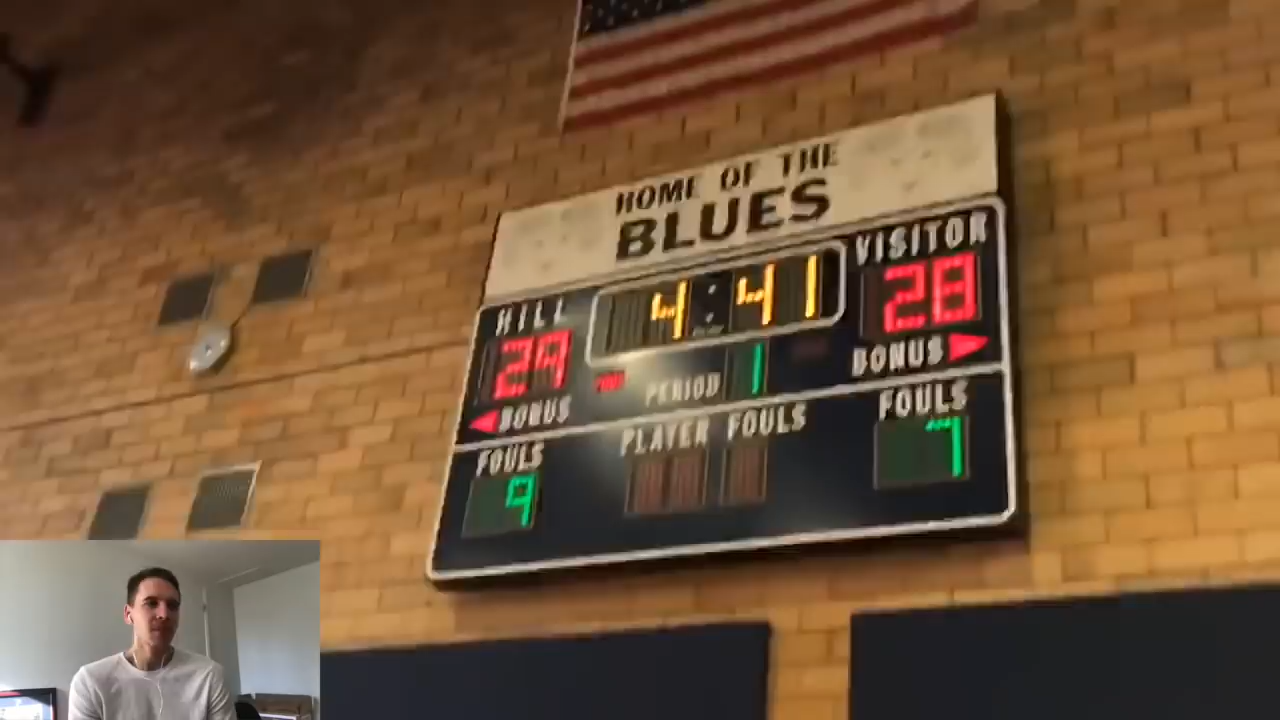 HOME OF THE
BLUES
HILL
4:41
VISITOR
29
28
PERIOD 1
BONUS
BONUS
FOULS
PLAYER FOULS
FOULS
9
7